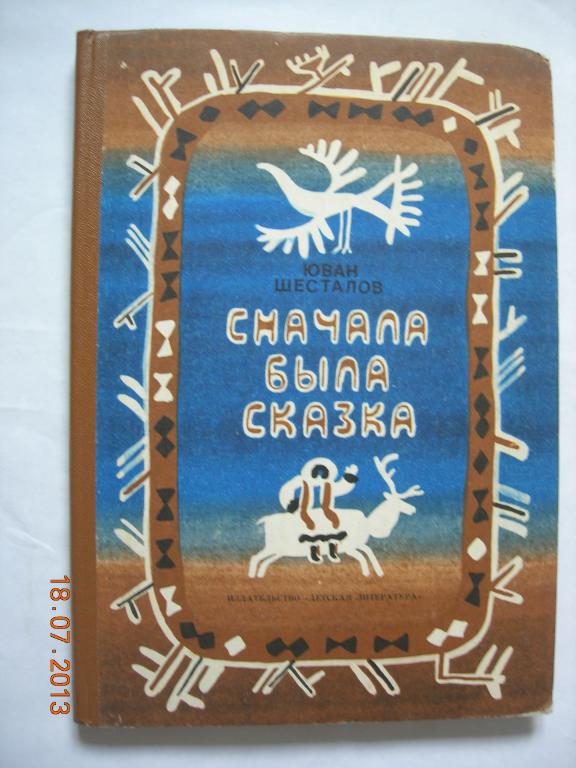 ЮВАН
ШЕСТАЛОВ
СНАЧАЛА
БЫЛА
СКАЗКА
ИЗДАТЕЛЬСТВО «ДЕТСКАЯ ЛИТЕРАТУРА»
18.07.2013